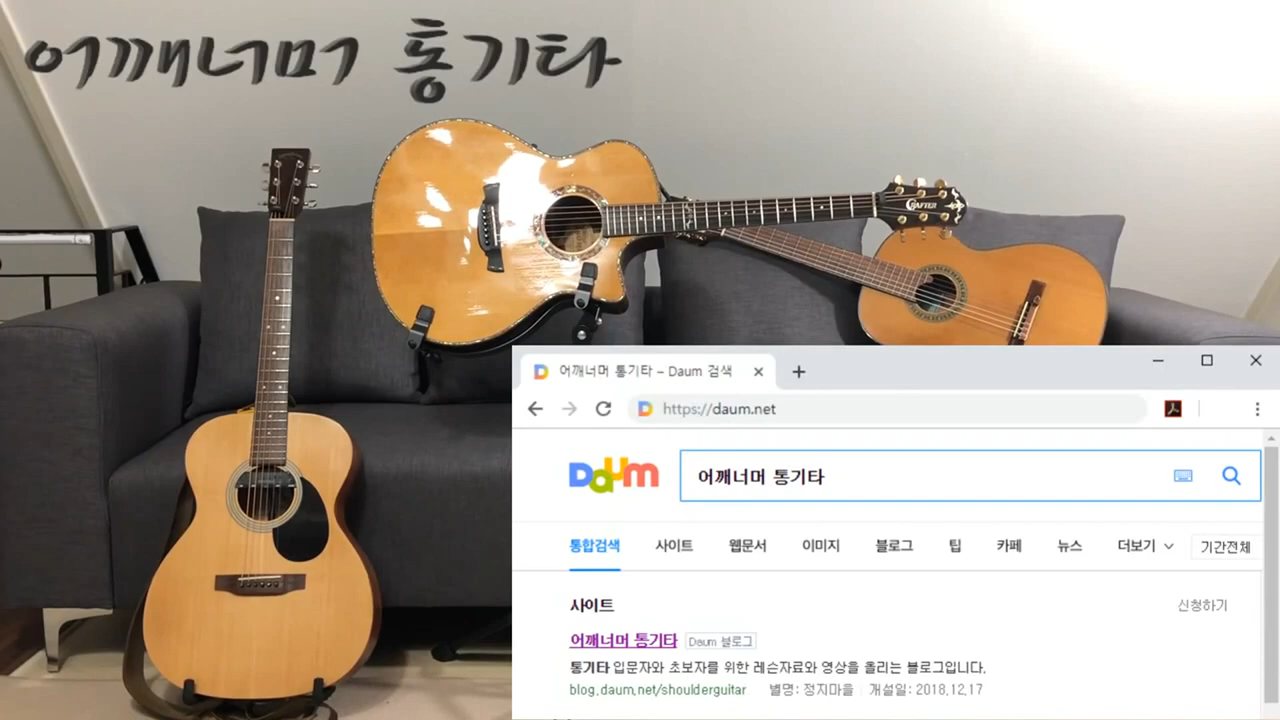 어깨너머 통기타
CRAFTER
어깨너머 통기타 – Daum 검색
https://daum.net
Daum
어깨너머 통기타
통합검색 사이트 웹문서 이미지 블로그 팁 카페 뉴스 더보기 기간전체
사이트
신청하기
어깨너머 통기타 Daum 블로그
통기타 입문자와 초보자를 위한 레슨자료와 영상을 올리는 블로그입니다.
blog.daum.net/shoulderguitar 별명: 정지마을 개설일: 2018.12.17